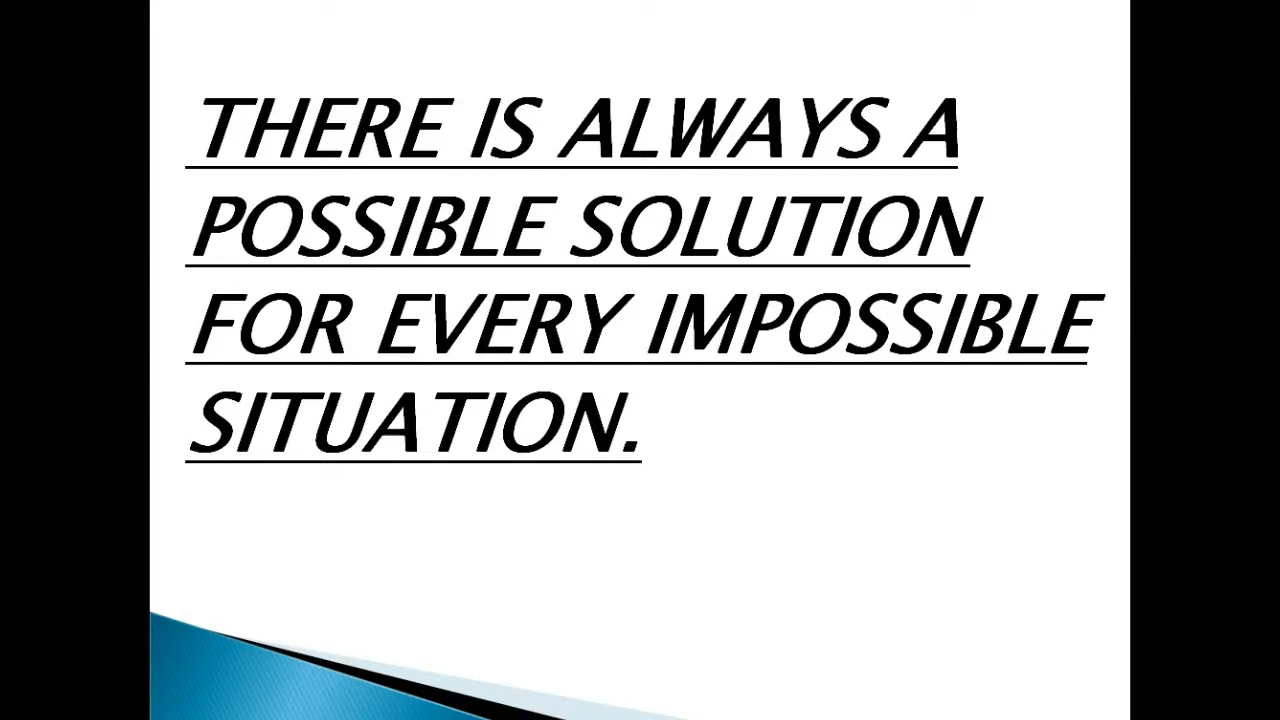 THERE IS ALWAYS A
POSSIBLE SOLUTION
FOR EVERY IMPOSSIBLE
SITUATION.